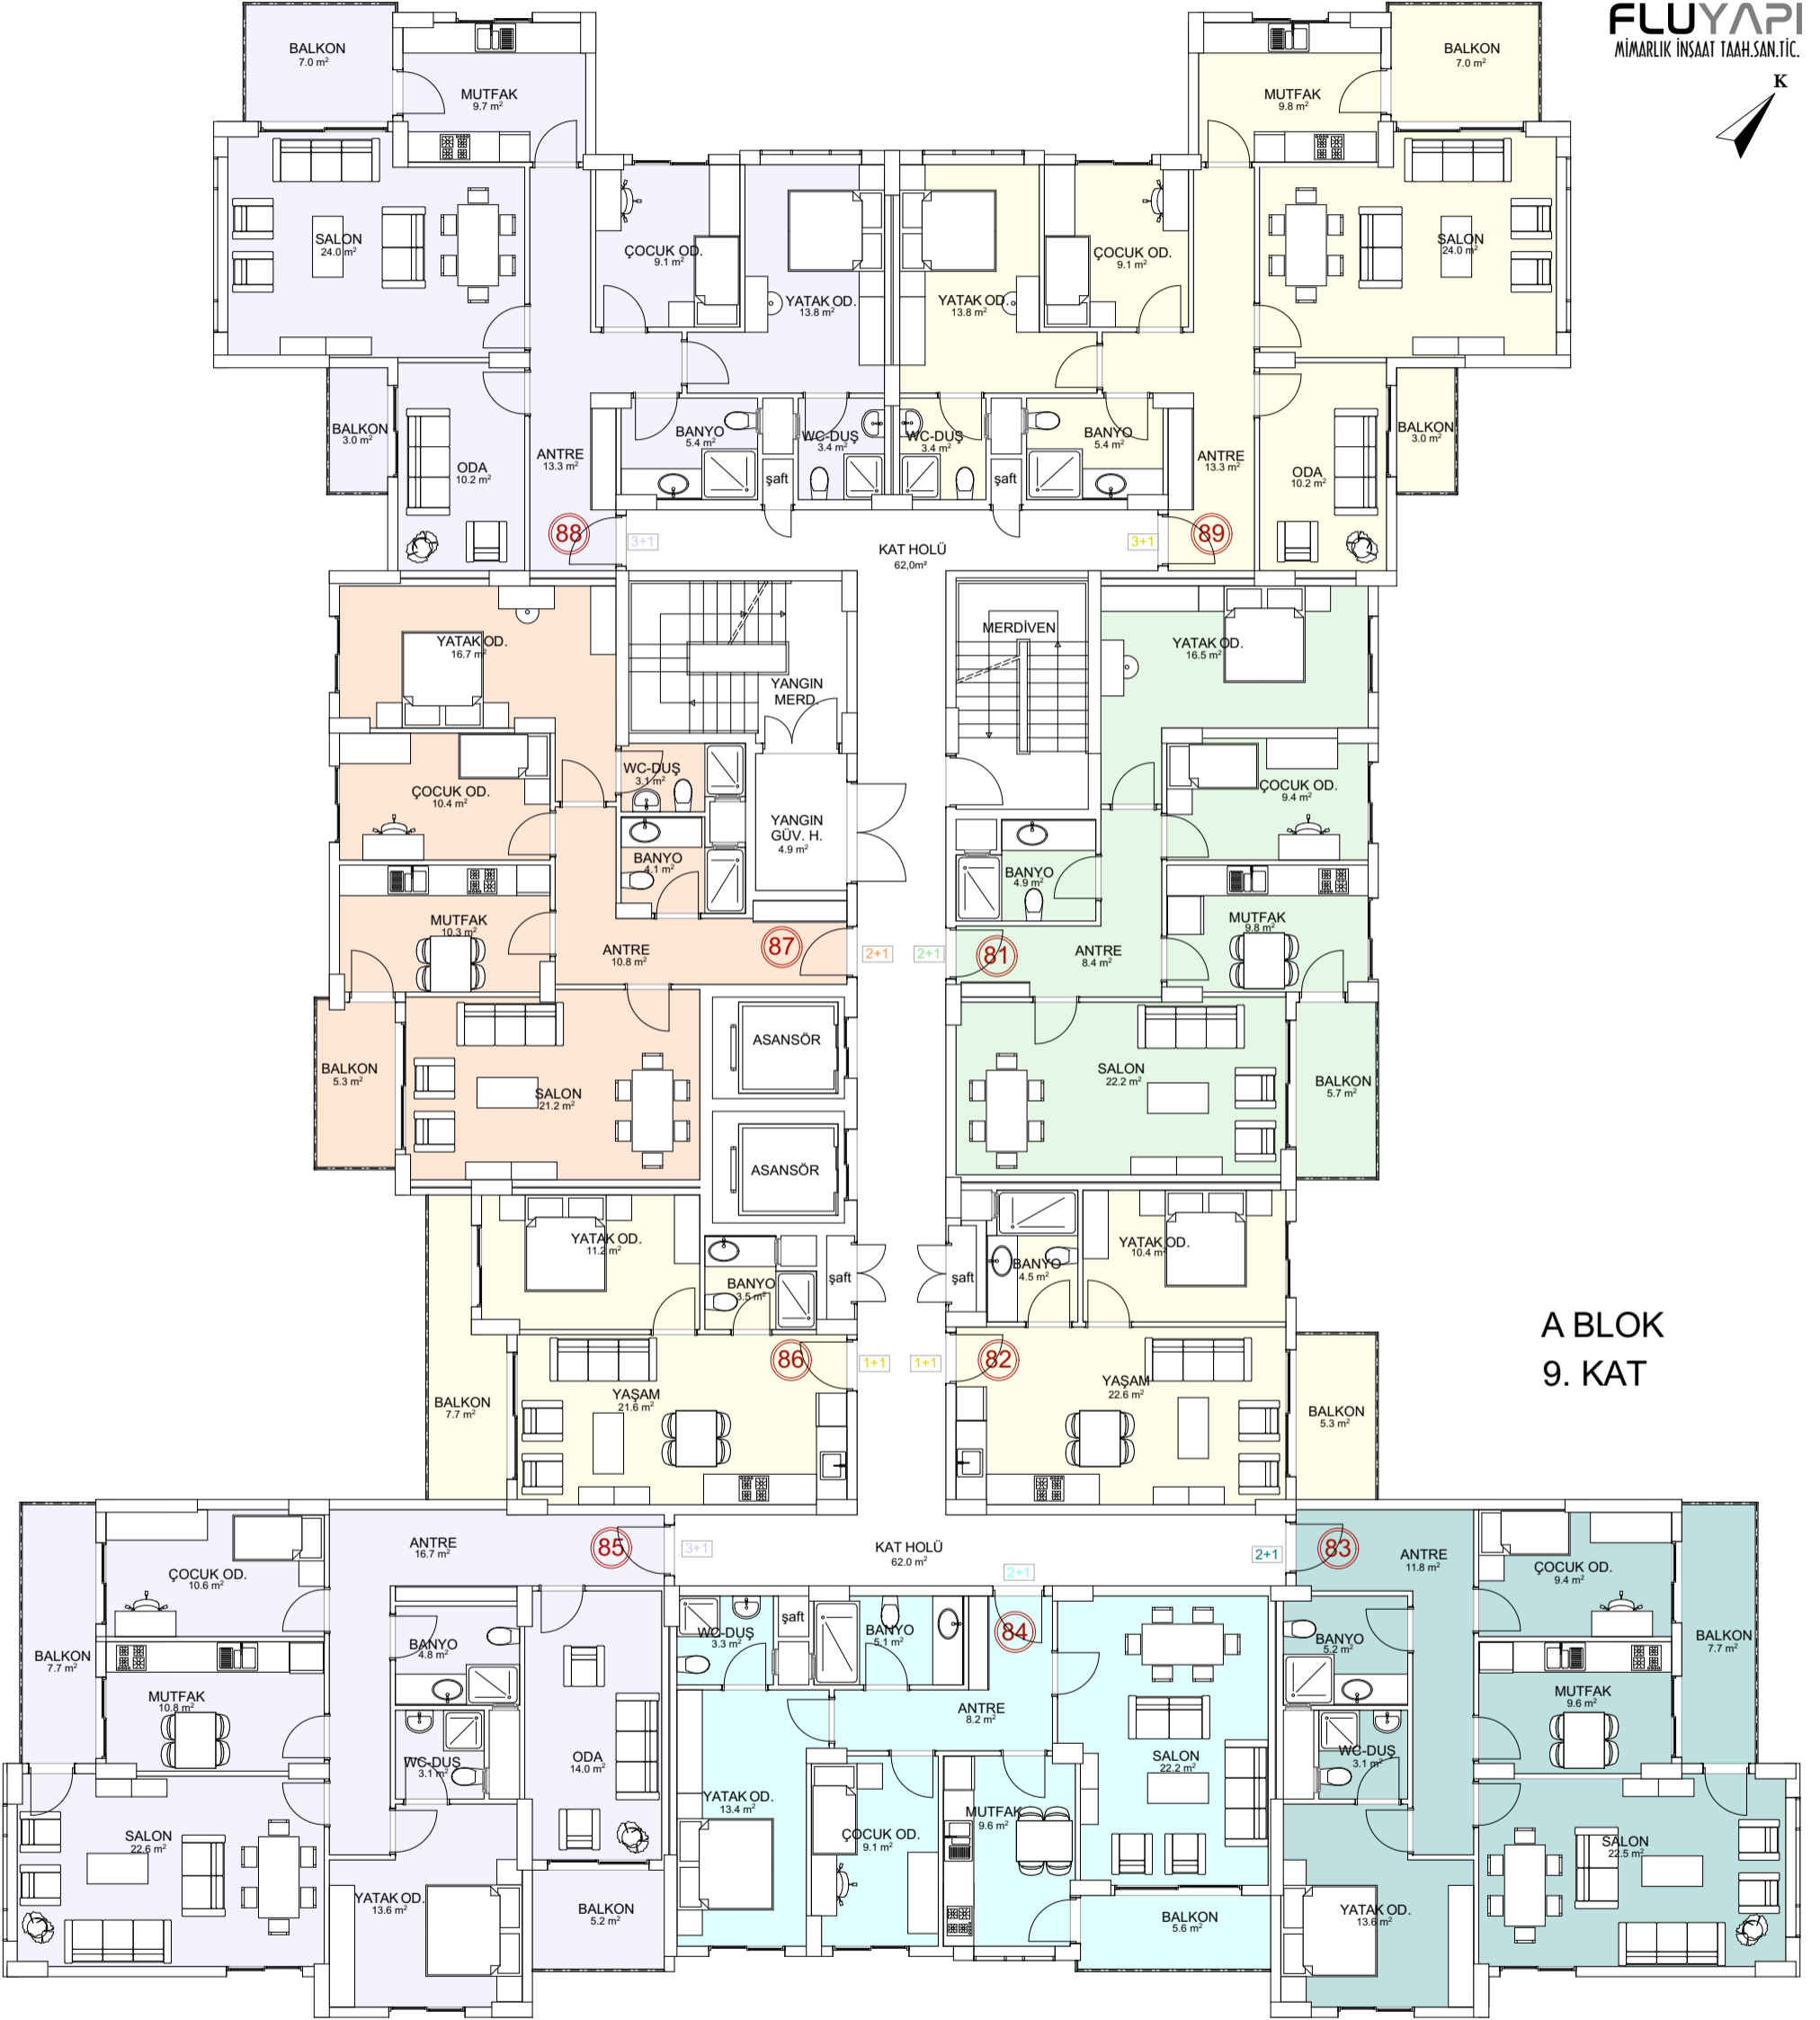 FLUYAPI
MİMARLIK İNŞAAT TAAH.SAN.TİC.
K
BALKON
7.0 m²
MUTFAK
9.7 m²
SALON
24.0 m²
ÇOCUK OD.
9.1 m²
YATAK OD.
13.8 m²
BALKON
3.0 m²
ODA
10.2 m²
ANTRE
13.3 m²
BANYO
5.4 m²
WC-DUŞ
3.4 m²
şaft
88
3+1
BALKON
7.0 m²
MUTFAK
9.8 m²
SALON
24.0 m²
ÇOCUK OD.
9.1 m²
YATAK OD.
13.8 m²
WC-DUŞ
3.4 m²
şaft
BANYO
5.4 m²
ANTRE
13.3 m²
ODA
10.2 m²
BALKON
3.0 m²
3+1
89
KAT HOLÜ
62,0m²
YATAK OD.
16.7 m²
ÇOCUK OD.
10.4 m²
WC-DUŞ
3.1 m²
BANYO
4.1 m²
MUTFAK
10.3 m²
ANTRE
10.8 m²
87
2+1
BALKON
5.3 m²
SALON
21.2 m²
YANGIN
MERD.
YANGIN
GÜV. H.
4.9 m²
ASANSÖR
ASANSÖR
MERDİVEN
YATAK OD.
16.5 m²
ÇOCUK OD.
9.4 m²
BANYO
4.9 m²
MUTFAK
9.8 m²
2+1
81
ANTRE
8.4 m²
SALON
22.2 m²
BALKON
5.7 m²
YATAK OD.
11.2 m²
BANYO
3.5 m²
şaft
86
1+1
YAŞAM
21.6 m²
BALKON
7.7 m²
şaft
BANYO
4.5 m²
YATAK OD.
10.4 m²
1+1
82
YAŞAM
22.6 m²
BALKON
5.3 m²
A BLOK
9. KAT
ANTRE
16.7 m²
85
3+1
ÇOCUK OD.
10.6 m²
BALKON
7.7 m²
MUTFAK
10.8 m²
BANYO
4.8 m²
WC-DUŞ
3.1 m²
ODA
14.0 m²
SALON
22.6 m²
YATAK OD.
13.6 m²
BALKON
5.2 m²
KAT HOLÜ
62.0 m²
2+1
84
WC-DUŞ
3.3 m²
şaft
BANYO
5.1 m²
ANTRE
8.2 m²
SALON
22.2 m²
YATAK OD.
13.4 m²
ÇOCUK OD.
9.1 m²
MUTFAK
9.6 m²
BALKON
5.6 m²
2+1
83
ANTRE
11.8 m²
ÇOCUK OD.
9.4 m²
BALKON
7.7 m²
BANYO
5.2 m²
MUTFAK
9.6 m²
WC-DUŞ
3.1 m²
SALON
22.5 m²
YATAK OD.
13.6 m²